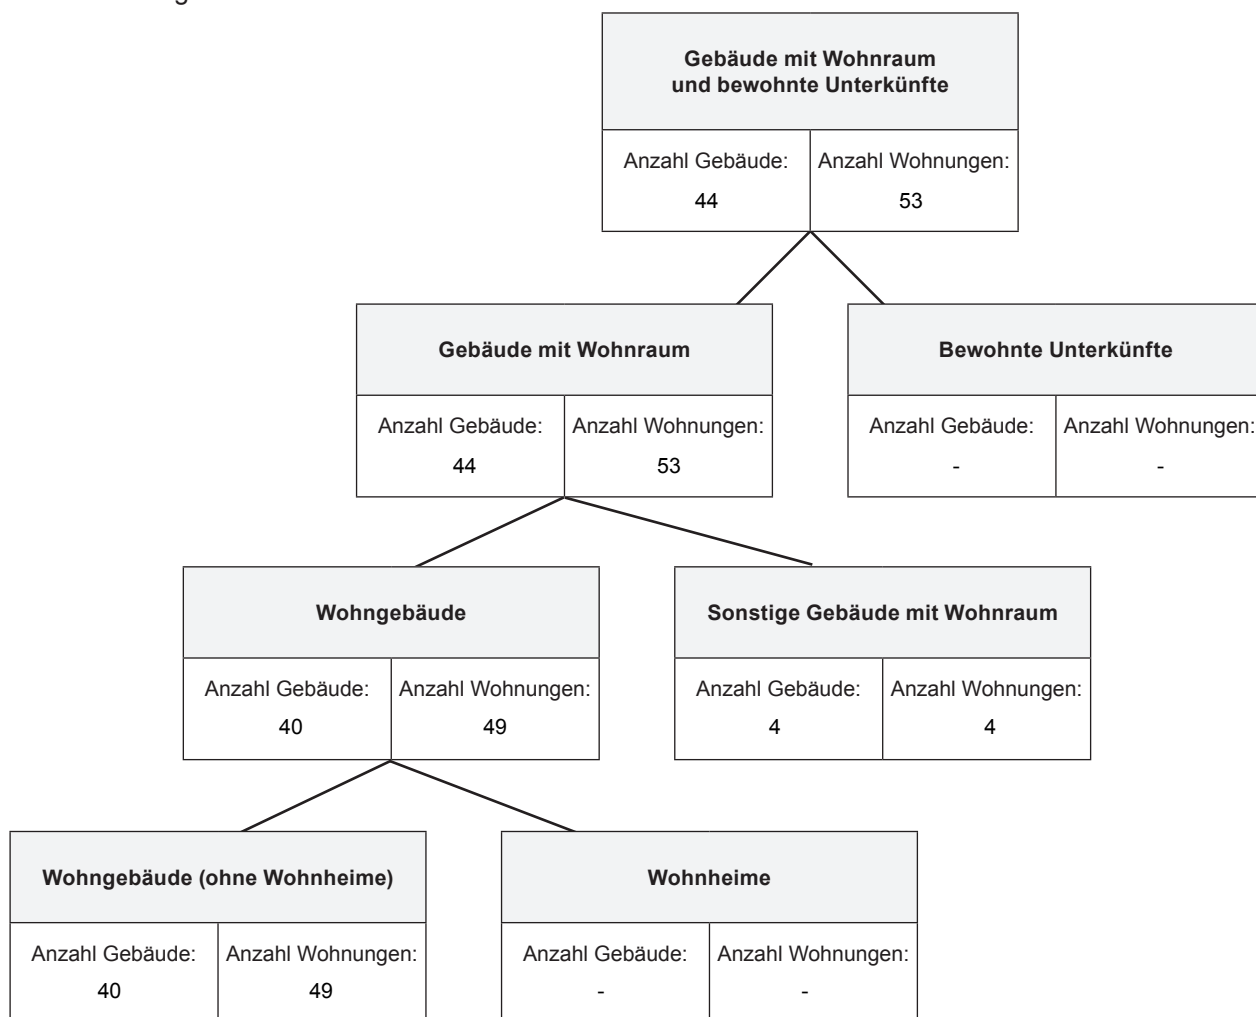 Gebäude mit Wohnraum
und bewohnte Unterkünfte
Anzahl Gebäude: Anzahl Wohnungen:
44 53
Gebäude mit Wohnraum
Bewohnte Unterkünfte
Anzahl Gebäude: Anzahl Wohnungen:
44 53
Anzahl Gebäude: Anzahl Wohnungen:
- -
Wohngebäude
Sonstige Gebäude mit Wohnraum
Anzahl Gebäude: Anzahl Wohnungen:
40 49
Anzahl Gebäude: Anzahl Wohnungen:
4 4
Wohngebäude (ohne Wohnheime)
Wohnheime
Anzahl Gebäude: Anzahl Wohnungen:
40 49
Anzahl Gebäude: Anzahl Wohnungen:
- -